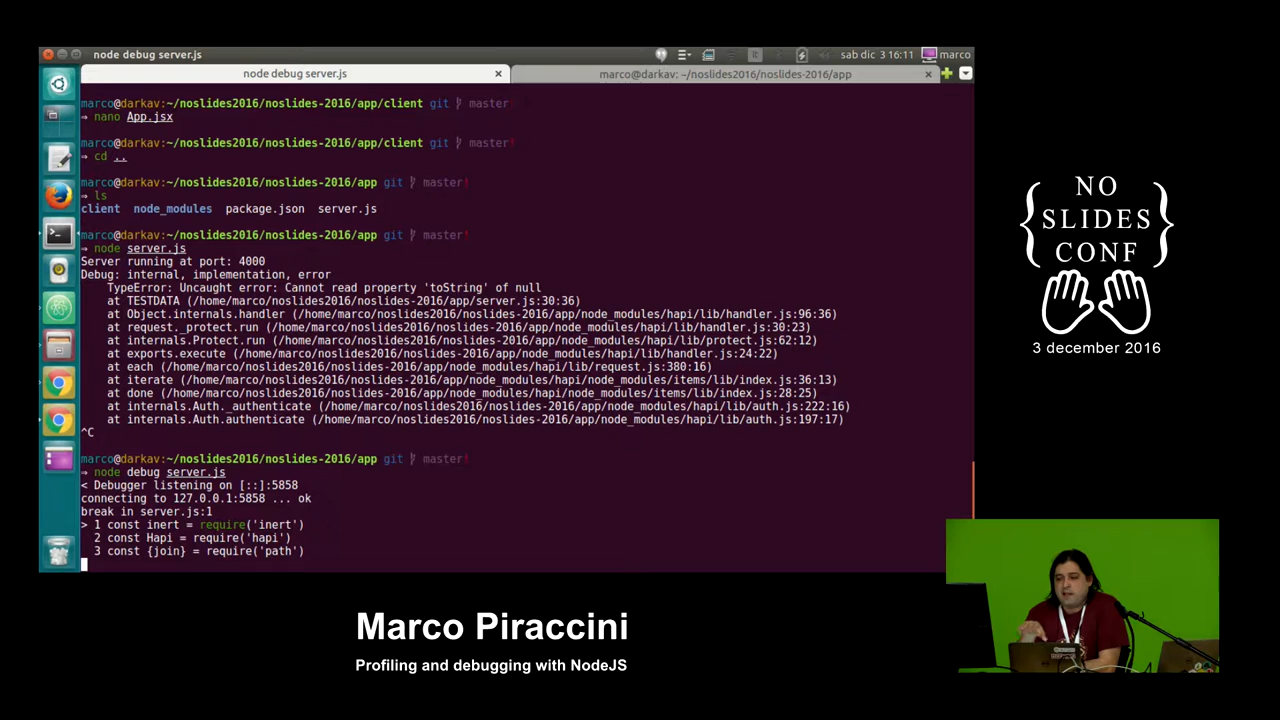 node debug server.js
sab dic 3 16:11 marco
node debug server.js
marco@darkav: ~/noslides2016/noslides-2016/app
marco@darkav:~/noslides2016/noslides-2016/app/client git master
⇒ nano App.jsx
marco@darkav:~/noslides2016/noslides-2016/app/client git master!
⇒ cd ..
marco@darkav:~/noslides2016/noslides-2016/app git master!
⇒ ls
client node_modules package.json server.js
marco@darkav:~/noslides2016/noslides-2016/app git master!
⇒ node server.js
Server running at port: 4000
Debug: internal, implementation, error
TypeError: Uncaught error: Cannot read property 'toString' of null
at TESTDATA (/home/marco/noslides2016/noslides-2016/app/server.js:30:36)
at Object.internals.handler (/home/marco/noslides2016/noslides-2016/app/node_modules/hapi/lib/handler.js:96:36)
at request._protect.run (/home/marco/noslides2016/noslides-2016/app/node_modules/hapi/lib/handler.js:30:23)
at internals.Protect.run (/home/marco/noslides2016/noslides-2016/app/node_modules/hapi/lib/protect.js:62:12)
at exports.execute (/home/marco/noslides2016/noslides-2016/app/node_modules/hapi/lib/handler.js:24:22)
at each (/home/marco/noslides2016/noslides-2016/app/node_modules/hapi/lib/request.js:380:16)
at iterate (/home/marco/noslides2016/noslides-2016/app/node_modules/hapi/node_modules/items/lib/index.js:36:13)
at done (/home/marco/noslides2016/noslides-2016/app/node_modules/hapi/node_modules/items/lib/index.js:28:25)
at internals.Auth._authenticate (/home/marco/noslides2016/noslides-2016/app/node_modules/hapi/lib/auth.js:222:16)
at internals.Auth.authenticate (/home/marco/noslides2016/noslides-2016/app/node_modules/hapi/lib/auth.js:197:17)
^C
marco@darkav:~/noslides2016/noslides-2016/app git master!
⇒ node debug server.js
< Debugger listening on [::]:5858
connecting to 127.0.0.1:5858 ... ok
break in server.js:1
> 1 const inert = require('inert')
2 const Hapi = require('hapi')
3 const {join} = require('path')
NO
SLIDES
CONF
3 december 2016
Marco Piraccini
Profiling and debugging with NodeJS